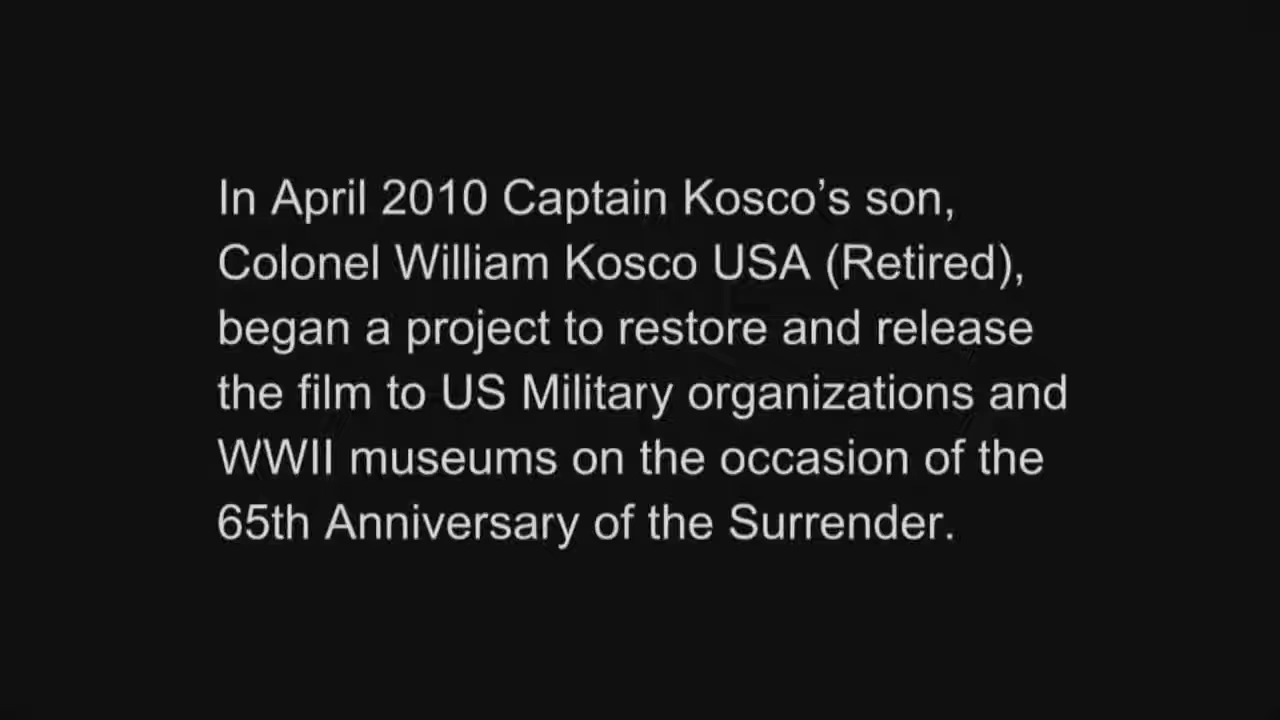 In April 2010 Captain Kosco’s son,
Colonel William Kosco USA (Retired),
began a project to restore and release
the film to US Military organizations and
WWII museums on the occasion of the
65th Anniversary of the Surrender.